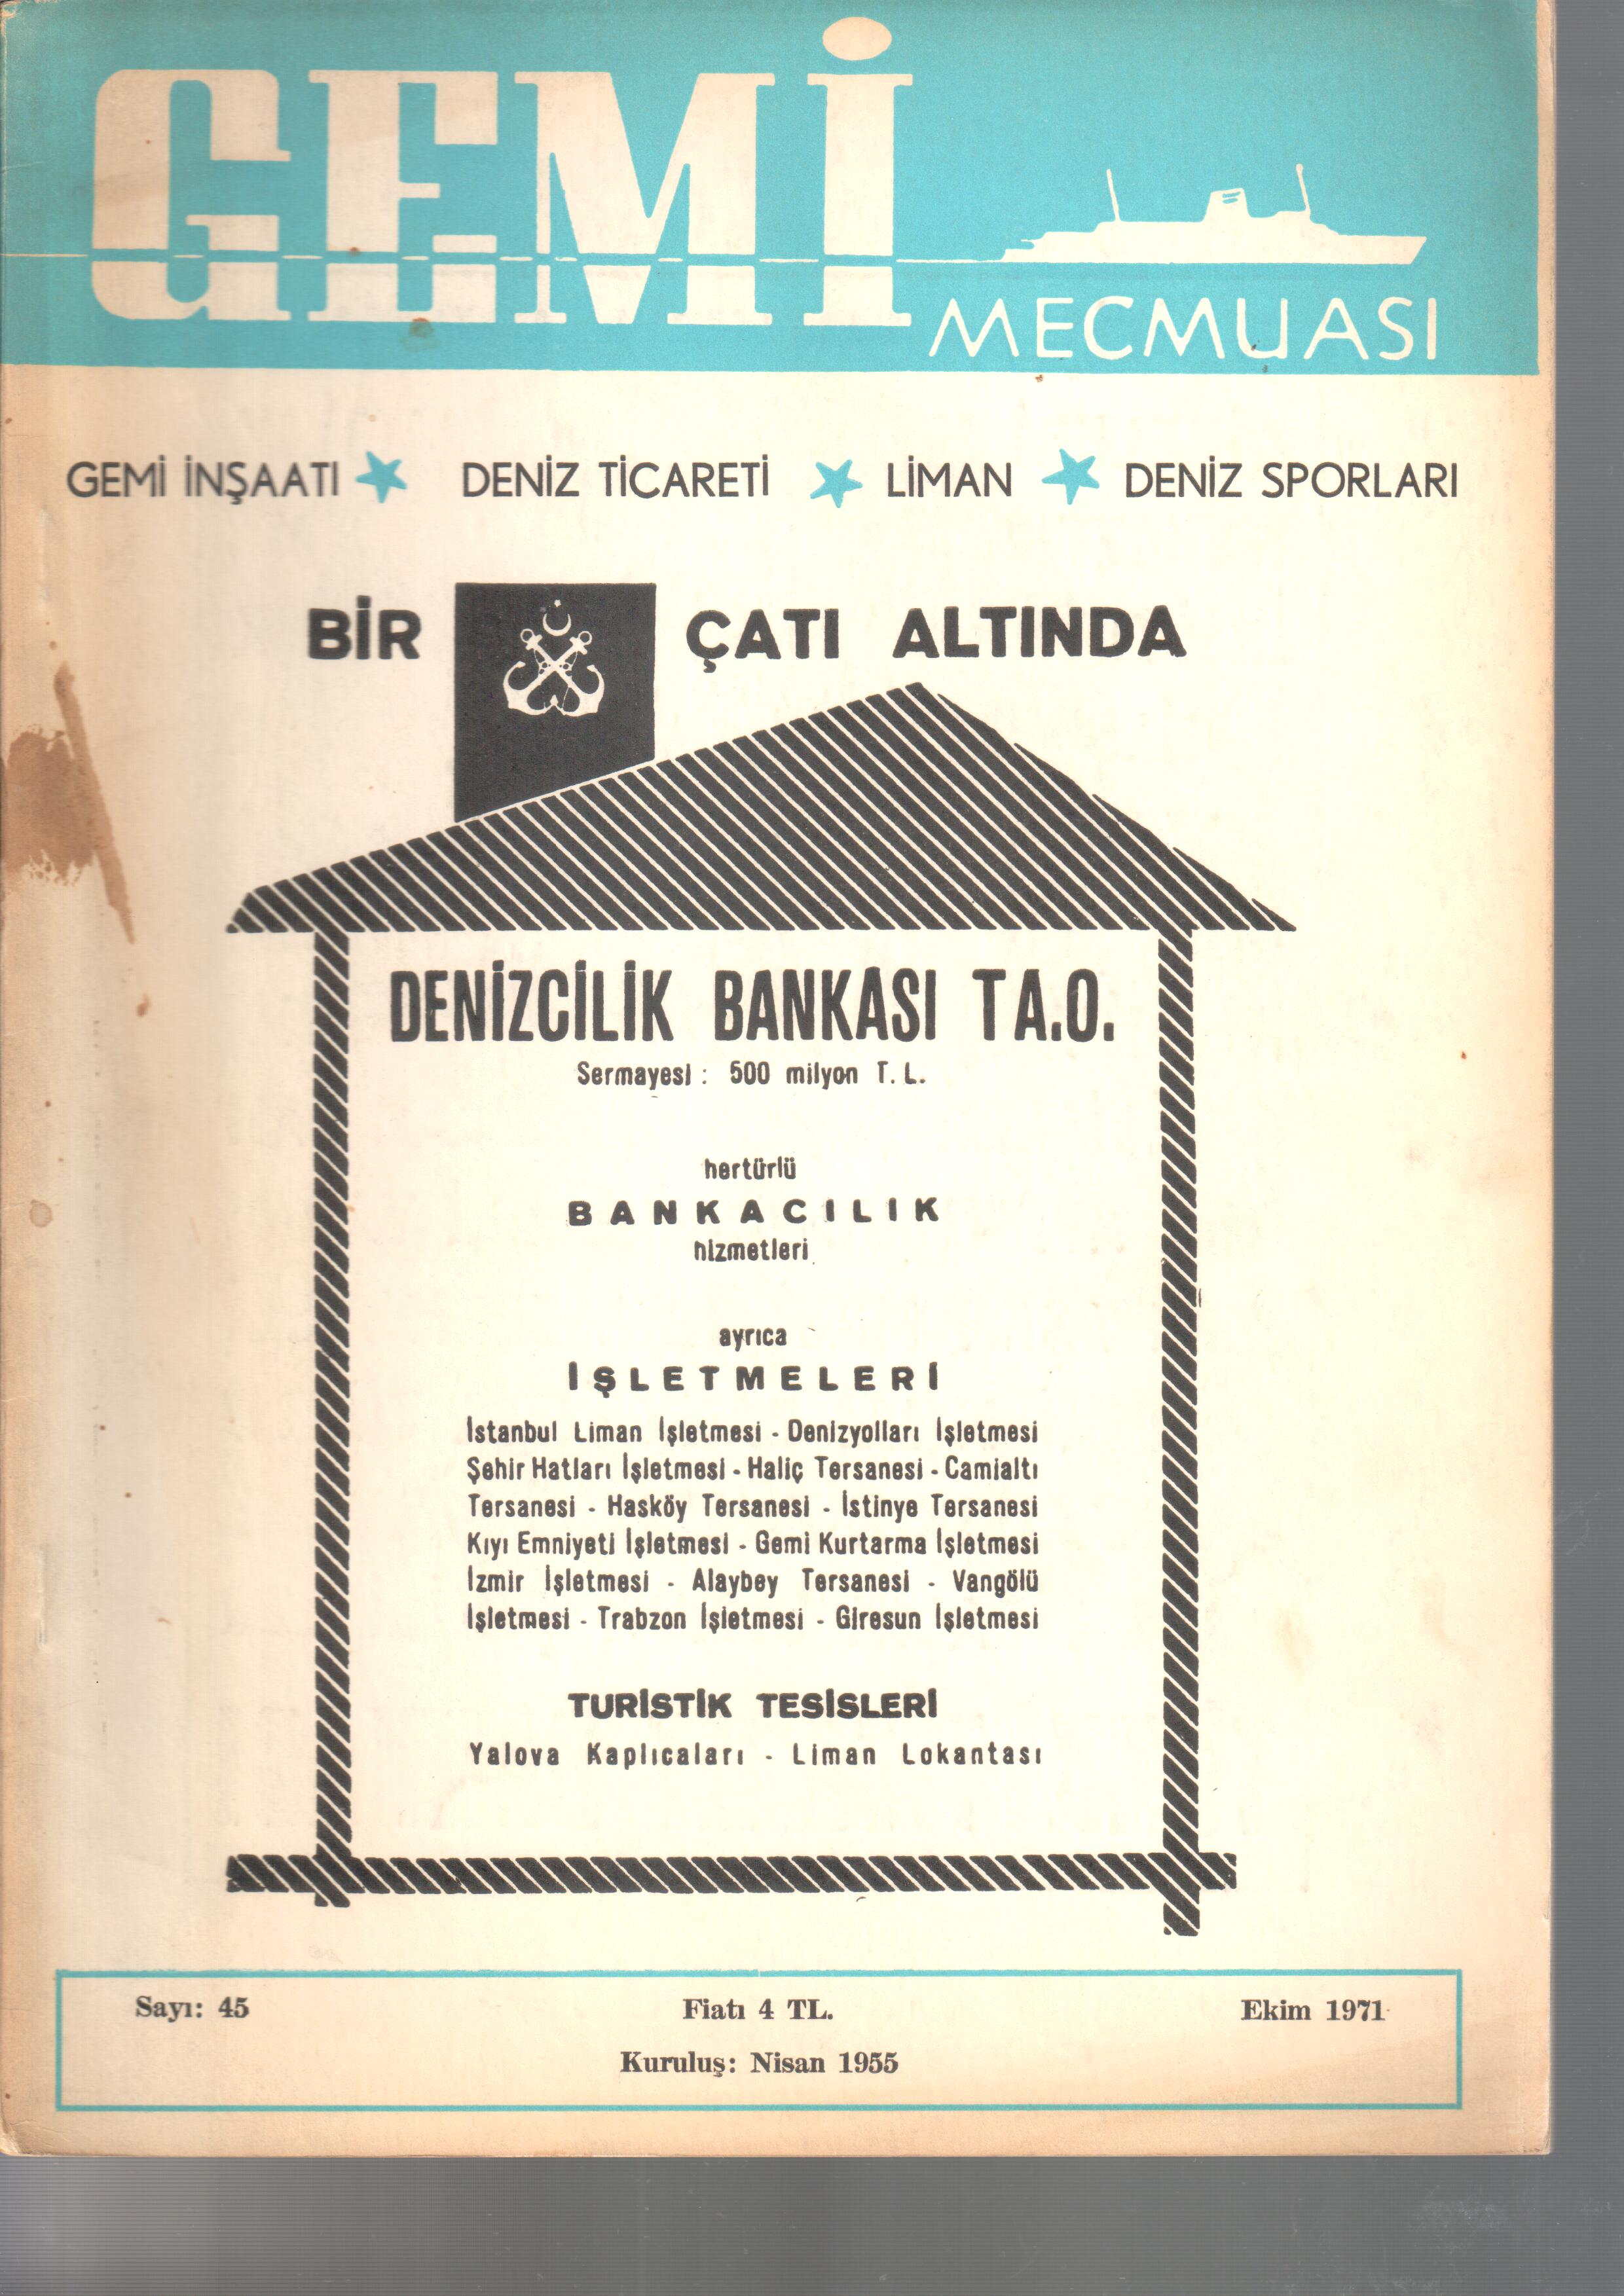 GEMİ
MECMUASI
GEMİ İNŞAATI DENİZ TİCARETİ LİMAN DENİZ SPORLARI
BİR ÇATI ALTINDA
DENİZCİLİK BANKASI T.A.O.
Sermayesi : 500 milyon T. L.
hertürlü
BANKACILIK
hizmetleri
ayrıca
İŞLETMELERİ
İstanbul Liman İşletmesi - Denizyolları İşletmesi
Şehir Hatları İşletmesi - Haliç Tersanesi - Camialtı
Tersanesi - Hasköy Tersanesi - İstinye Tersanesi
Kıyı Emniyeti İşletmesi - Gemi Kurtarma İşletmesi
İzmir İşletmesi - Alaybey Tersanesi - Vangölü
İşletmesi - Trabzon İşletmesi - Giresun İşletmesi
TURİSTİK TESİSLERİ
Yalova Kaplıcaları - Liman Lokantası
Sayı: 45 Fiatı 4 TL. Ekim 1971
Kuruluş: Nisan 1955